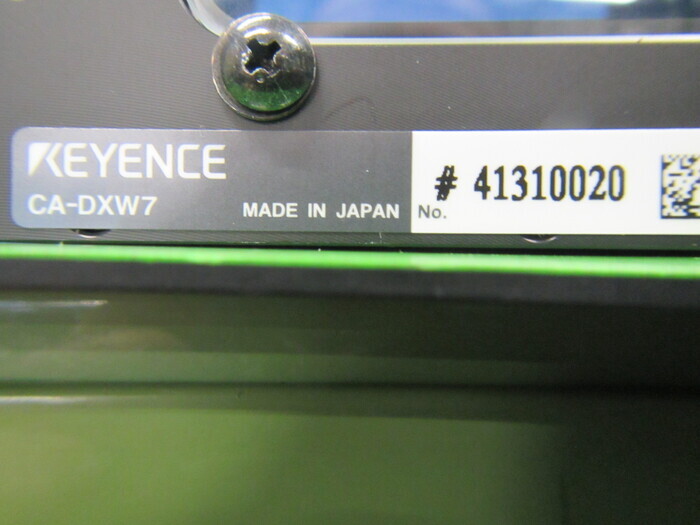 KEYENCE
CA-DXW7
MADE IN JAPAN
No. # 41310020